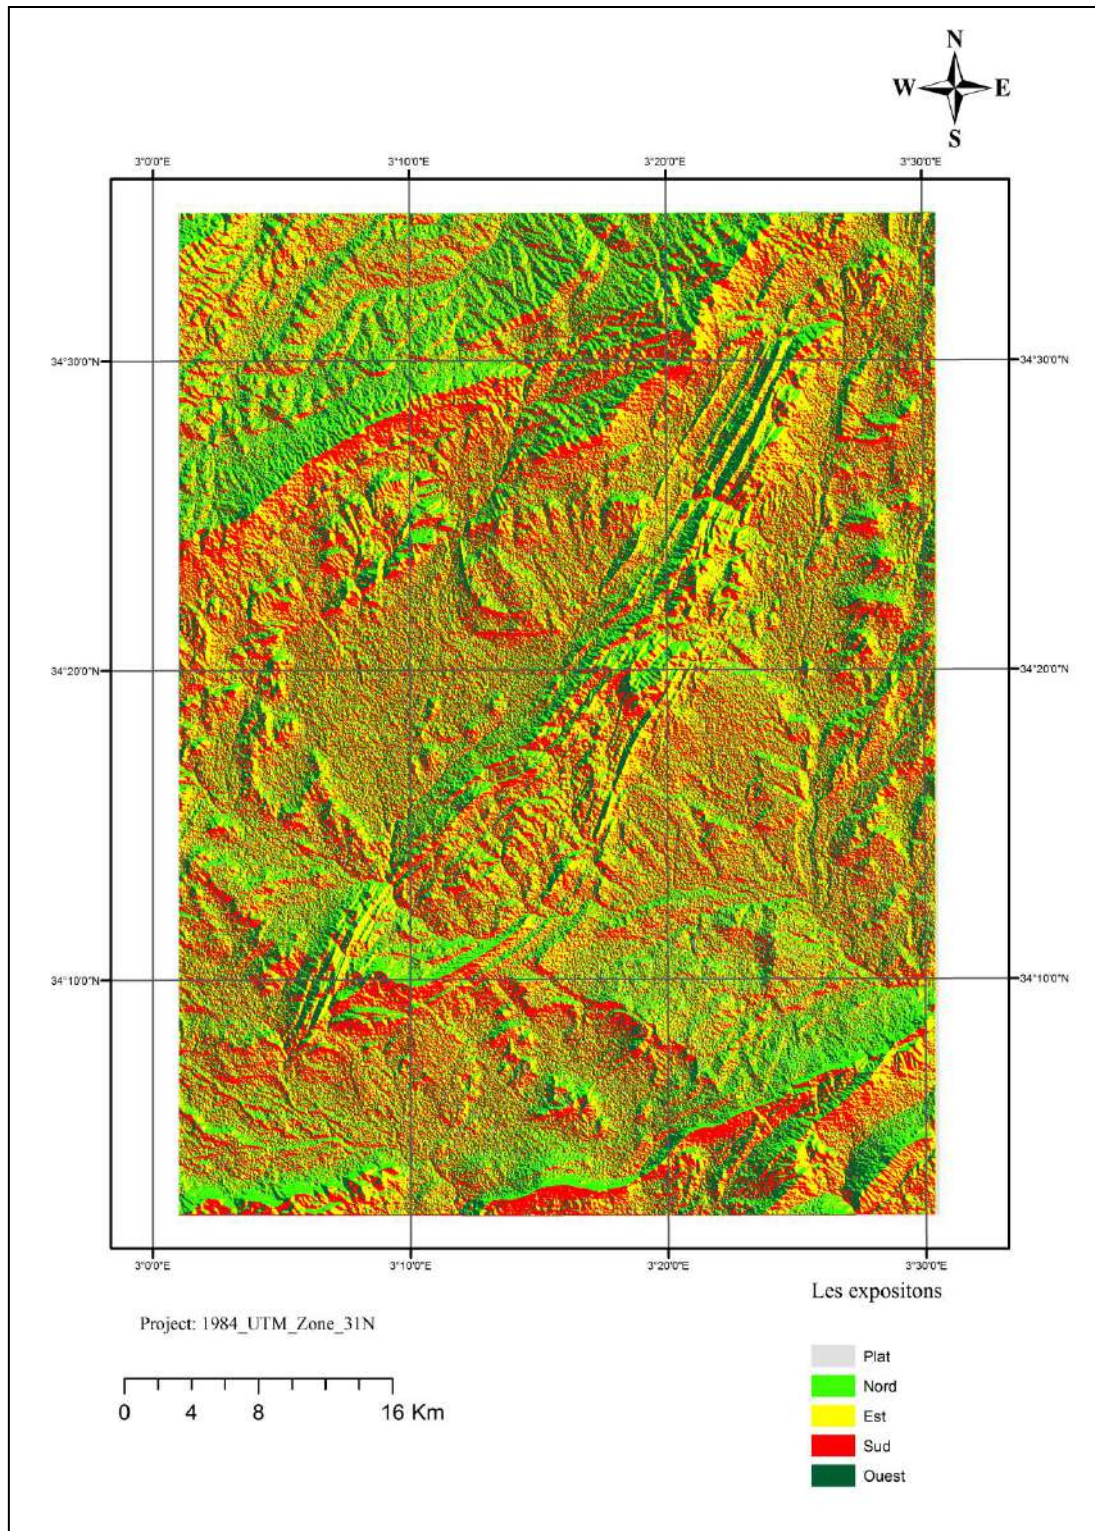 N
W E
S
3°0'0"E 3°10'0"E 3°20'0"E 3°30'0"E
34°30'0"N 34°30'0"N
34°20'0"N 34°20'0"N
34°10'0"N 34°10'0"N
3°0'0"E 3°10'0"E 3°20'0"E 3°30'0"E
Les expositons
Project: 1984_UTM_Zone_31N
Plat
Nord
Est
Sud
Ouest
0 4 8 16 Km